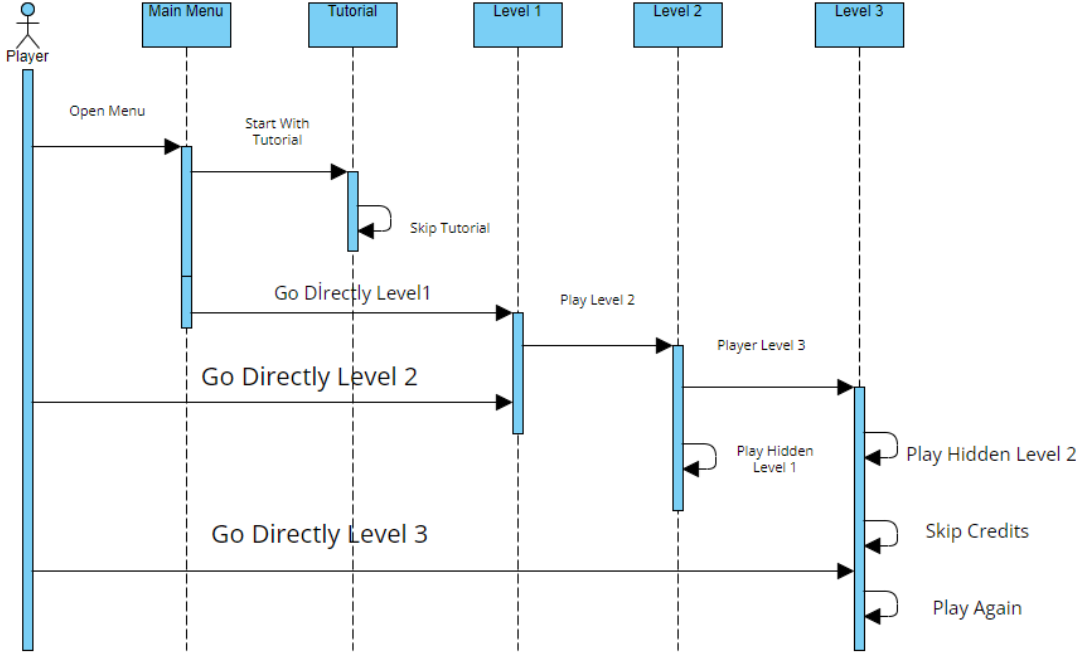 Main Menu
Tutorial
Level 1
Level 2
Level 3
Player
Open Menu
Start With
Tutorial
Skip Tutorial
Go Dİrectly Level1
Play Level 2
Player Level 3
Go Directly Level 2
Play Hidden
Level 1
Play Hidden Level 2
Go Directly Level 3
Skip Credits
Play Again